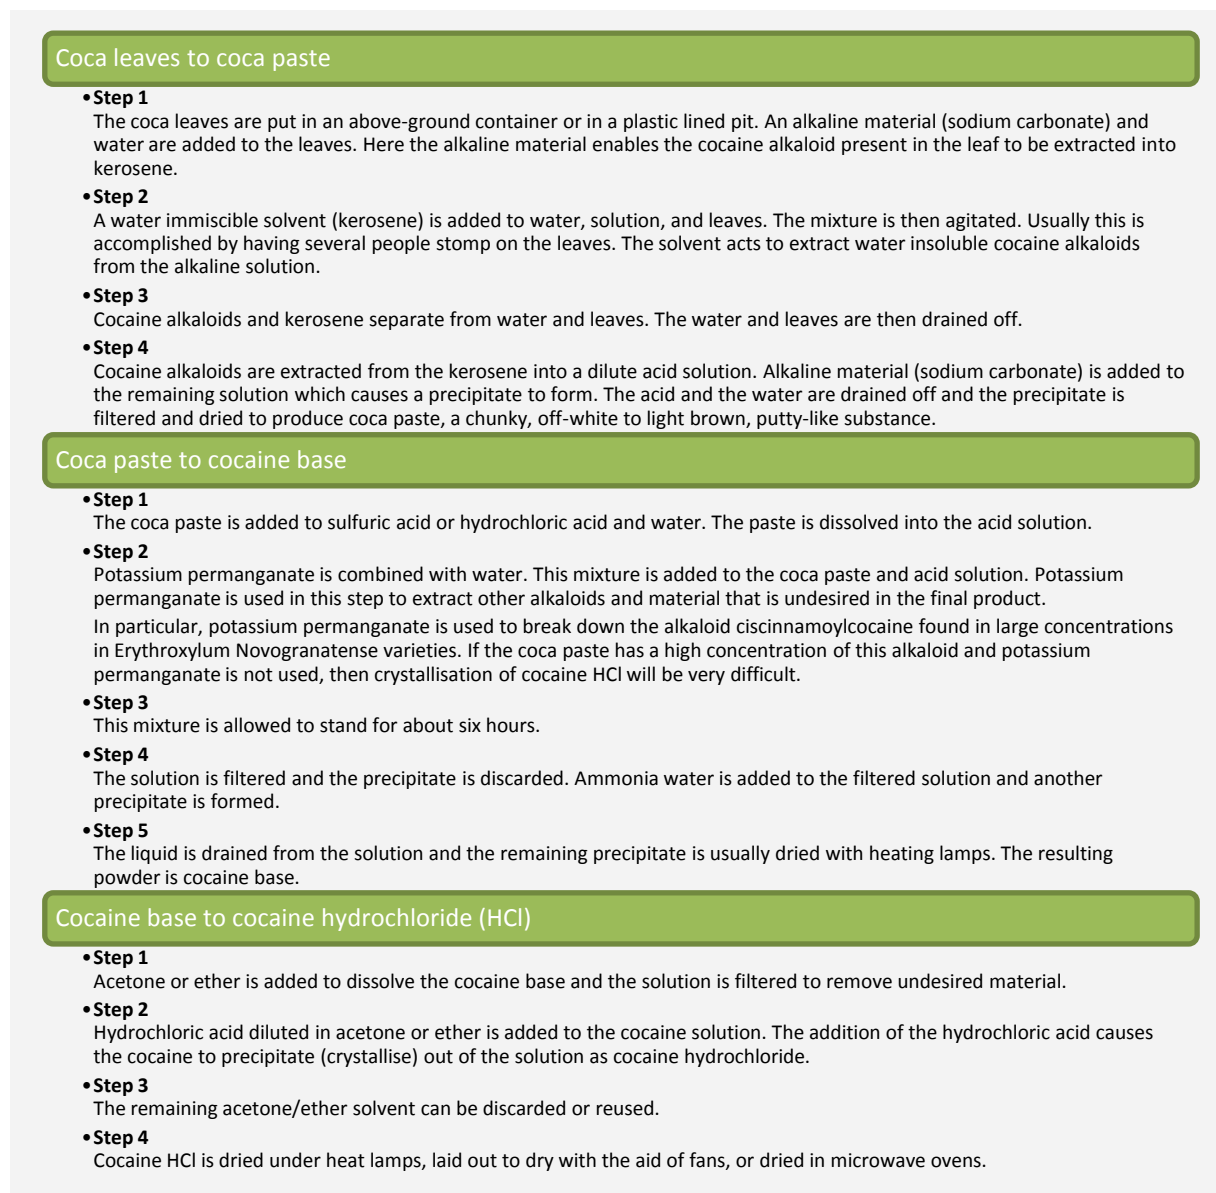 Coca leaves to coca paste
•Step 1
The coca leaves are put in an above-ground container or in a plastic lined pit. An alkaline material (sodium carbonate) and
water are added to the leaves. Here the alkaline material enables the cocaine alkaloid present in the leaf to be extracted into
kerosene.
•Step 2
A water immiscible solvent (kerosene) is added to water, solution, and leaves. The mixture is then agitated. Usually this is
accomplished by having several people stomp on the leaves. The solvent acts to extract water insoluble cocaine alkaloids
from the alkaline solution.
•Step 3
Cocaine alkaloids and kerosene separate from water and leaves. The water and leaves are then drained off.
•Step 4
Cocaine alkaloids are extracted from the kerosene into a dilute acid solution. Alkaline material (sodium carbonate) is added to
the remaining solution which causes a precipitate to form. The acid and the water are drained off and the precipitate is
filtered and dried to produce coca paste, a chunky, off-white to light brown, putty-like substance.
Coca paste to cocaine base
•Step 1
The coca paste is added to sulfuric acid or hydrochloric acid and water. The paste is dissolved into the acid solution.
•Step 2
Potassium permanganate is combined with water. This mixture is added to the coca paste and acid solution. Potassium
permanganate is used in this step to extract other alkaloids and material that is undesired in the final product.
In particular, potassium permanganate is used to break down the alkaloid ciscinnamoylcocaine found in large concentrations
in Erythroxylum Novogranatense varieties. If the coca paste has a high concentration of this alkaloid and potassium
permanganate is not used, then crystallisation of cocaine HCl will be very difficult.
•Step 3
This mixture is allowed to stand for about six hours.
•Step 4
The solution is filtered and the precipitate is discarded. Ammonia water is added to the filtered solution and another
precipitate is formed.
•Step 5
The liquid is drained from the solution and the remaining precipitate is usually dried with heating lamps. The resulting
powder is cocaine base.
Cocaine base to cocaine hydrochloride (HCl)
•Step 1
Acetone or ether is added to dissolve the cocaine base and the solution is filtered to remove undesired material.
•Step 2
Hydrochloric acid diluted in acetone or ether is added to the cocaine solution. The addition of the hydrochloric acid causes
the cocaine to precipitate (crystallise) out of the solution as cocaine hydrochloride.
•Step 3
The remaining acetone/ether solvent can be discarded or reused.
•Step 4
Cocaine HCl is dried under heat lamps, laid out to dry with the aid of fans, or dried in microwave ovens.